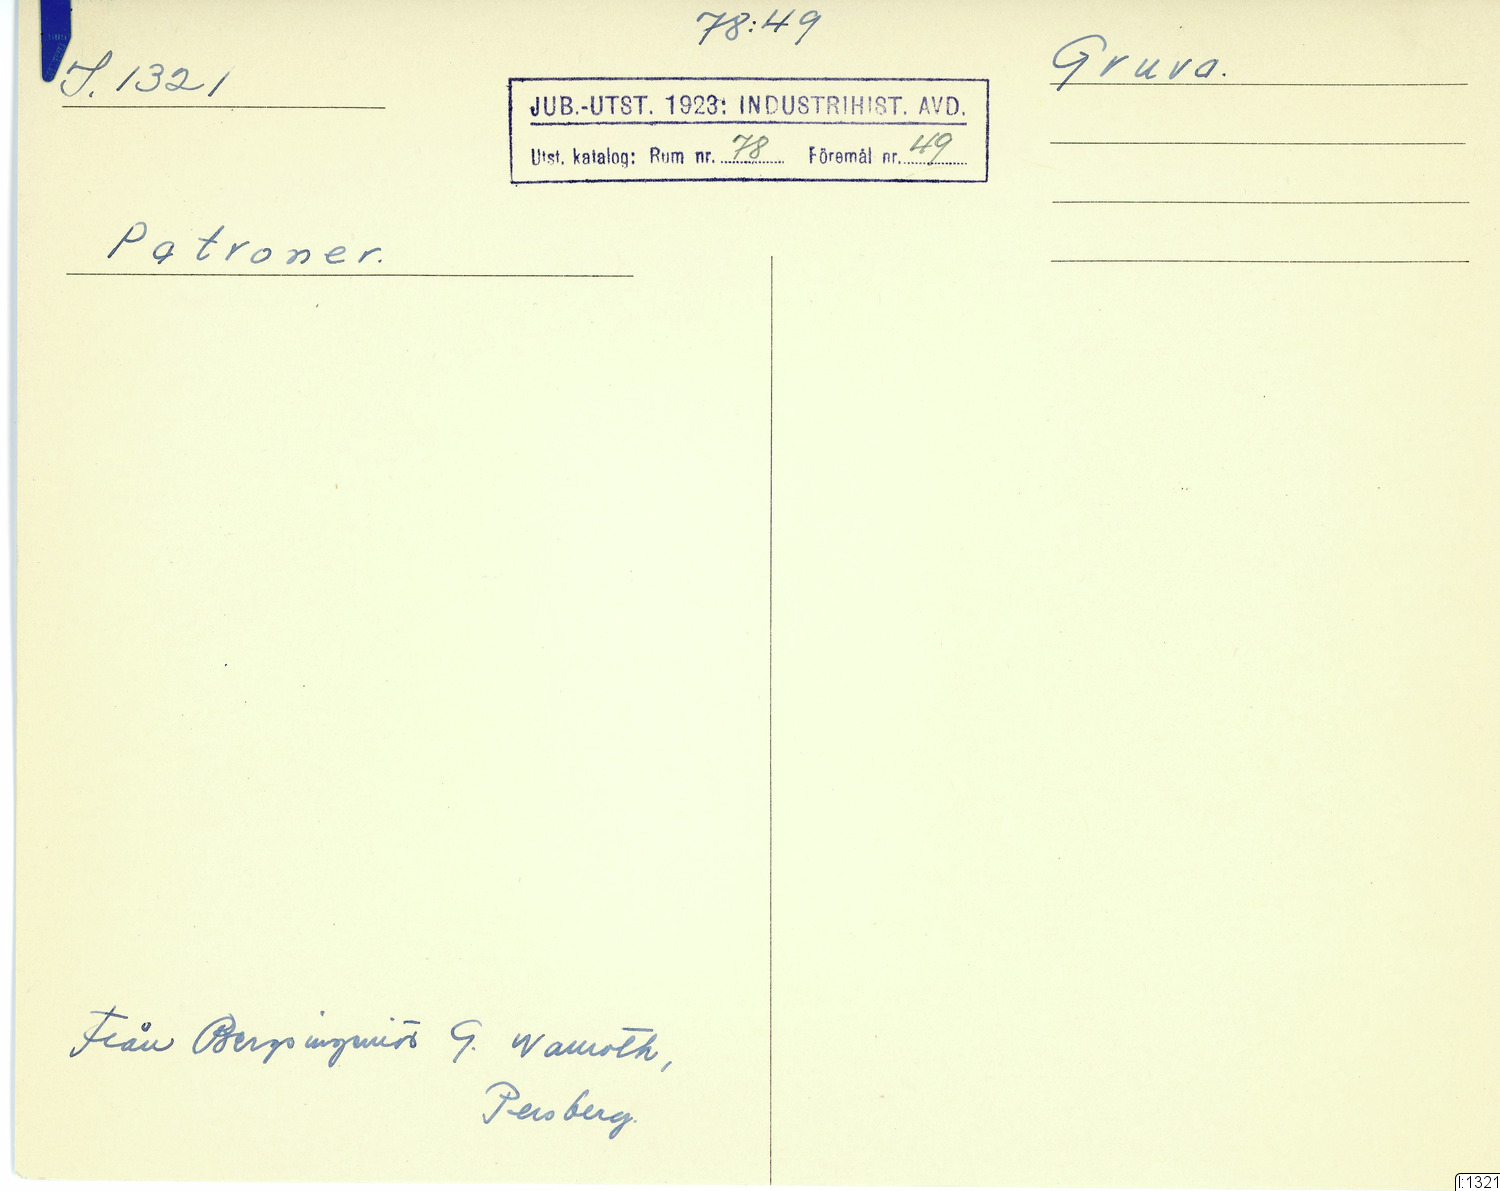 78:49
I. 1321
Gruva.
JUB.-UTST. 1923: INDUSTRIHIST. AVD.
Utst. katalog: Rum nr. 78 Föremål nr. 49
Patroner.
Från Bergsingeniör G. Wamoth,
Persberg.
I:1321